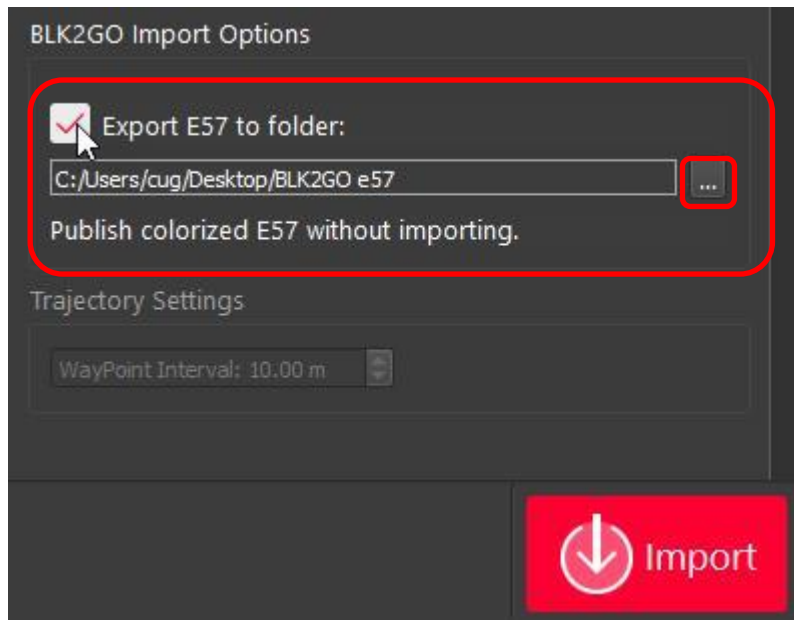 BLK2GO Import Options
Export E57 to folder:
C:/Users/cug/Desktop/BLK2GO e57
...
Publish colorized E57 without importing.
Trajectory Settings
WayPoint Interval: 10.00 m
Import